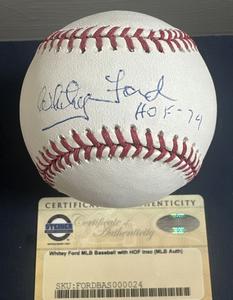 Whitey Ford
HOF-74
CERTIFICATE OF AUTHENTICITY
STEINER
Certificate of
Authenticity
Whitey Ford MLB Baseball with HOF Insc (MLB Auth)
SKU:FORDBAS000024